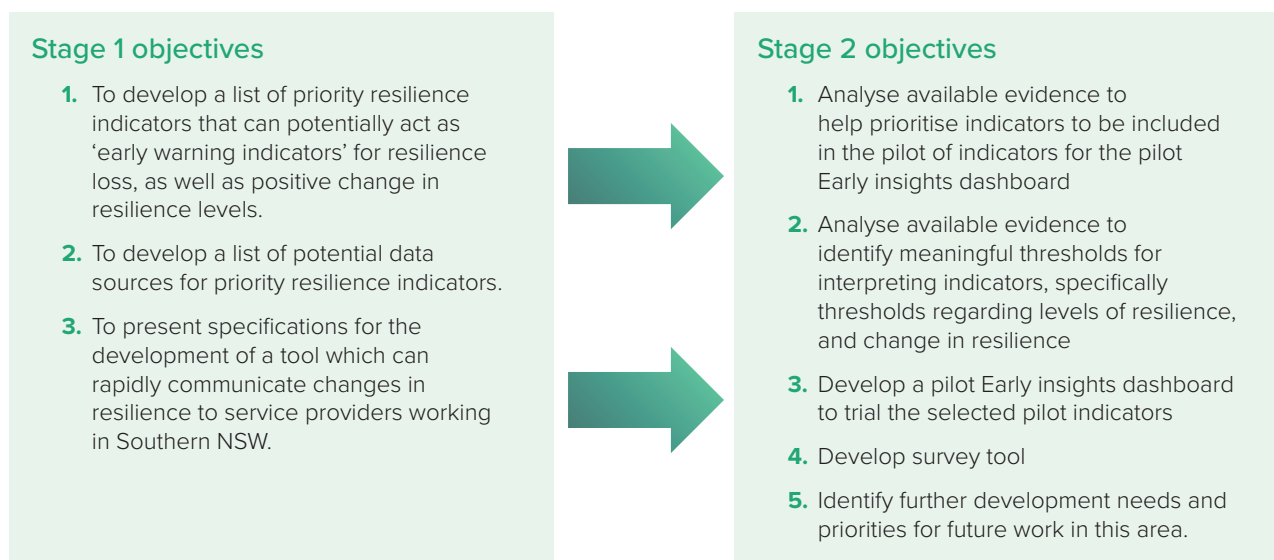 Stage 1 objectives
1. To develop a list of priority resilience
indicators that can potentially act as
‘early warning indicators’ for resilience
loss, as well as positive change in
resilience levels.
2. To develop a list of potential data
sources for priority resilience indicators.
3. To present specifications for the
development of a tool which can
rapidly communicate changes in
resilience to service providers working
in Southern NSW.
Stage 2 objectives
1. Analyse available evidence to
help prioritise indicators to be included
in the pilot of indicators for the pilot
Early insights dashboard
2. Analyse available evidence to
identify meaningful thresholds for
interpreting indicators, specifically
thresholds regarding levels of resilience,
and change in resilience
3. Develop a pilot Early insights dashboard
to trial the selected pilot indicators
4. Develop survey tool
5. Identify further development needs and
priorities for future work in this area.